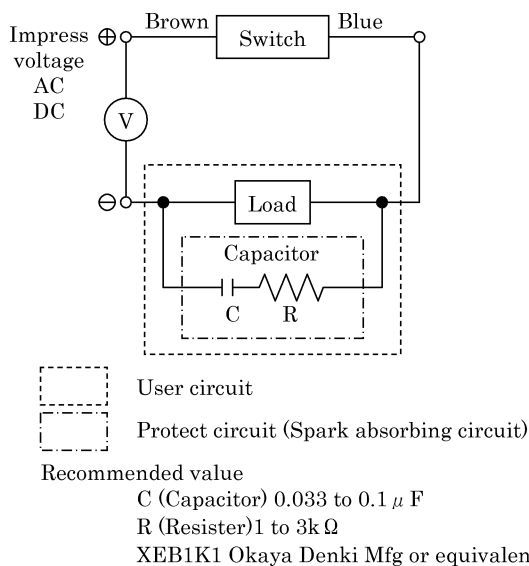 Brown
Switch
Blue
Impress
voltage
AC
DC
⊕
V
⊖
Load
Capacitor
C
R
User circuit
Protect circuit (Spark absorbing circuit)
Recommended value
C (Capacitor) 0.033 to 0.1 μ F
R (Resister)1 to 3k Ω
XEB1K1 Okaya Denki Mfg or equivalen